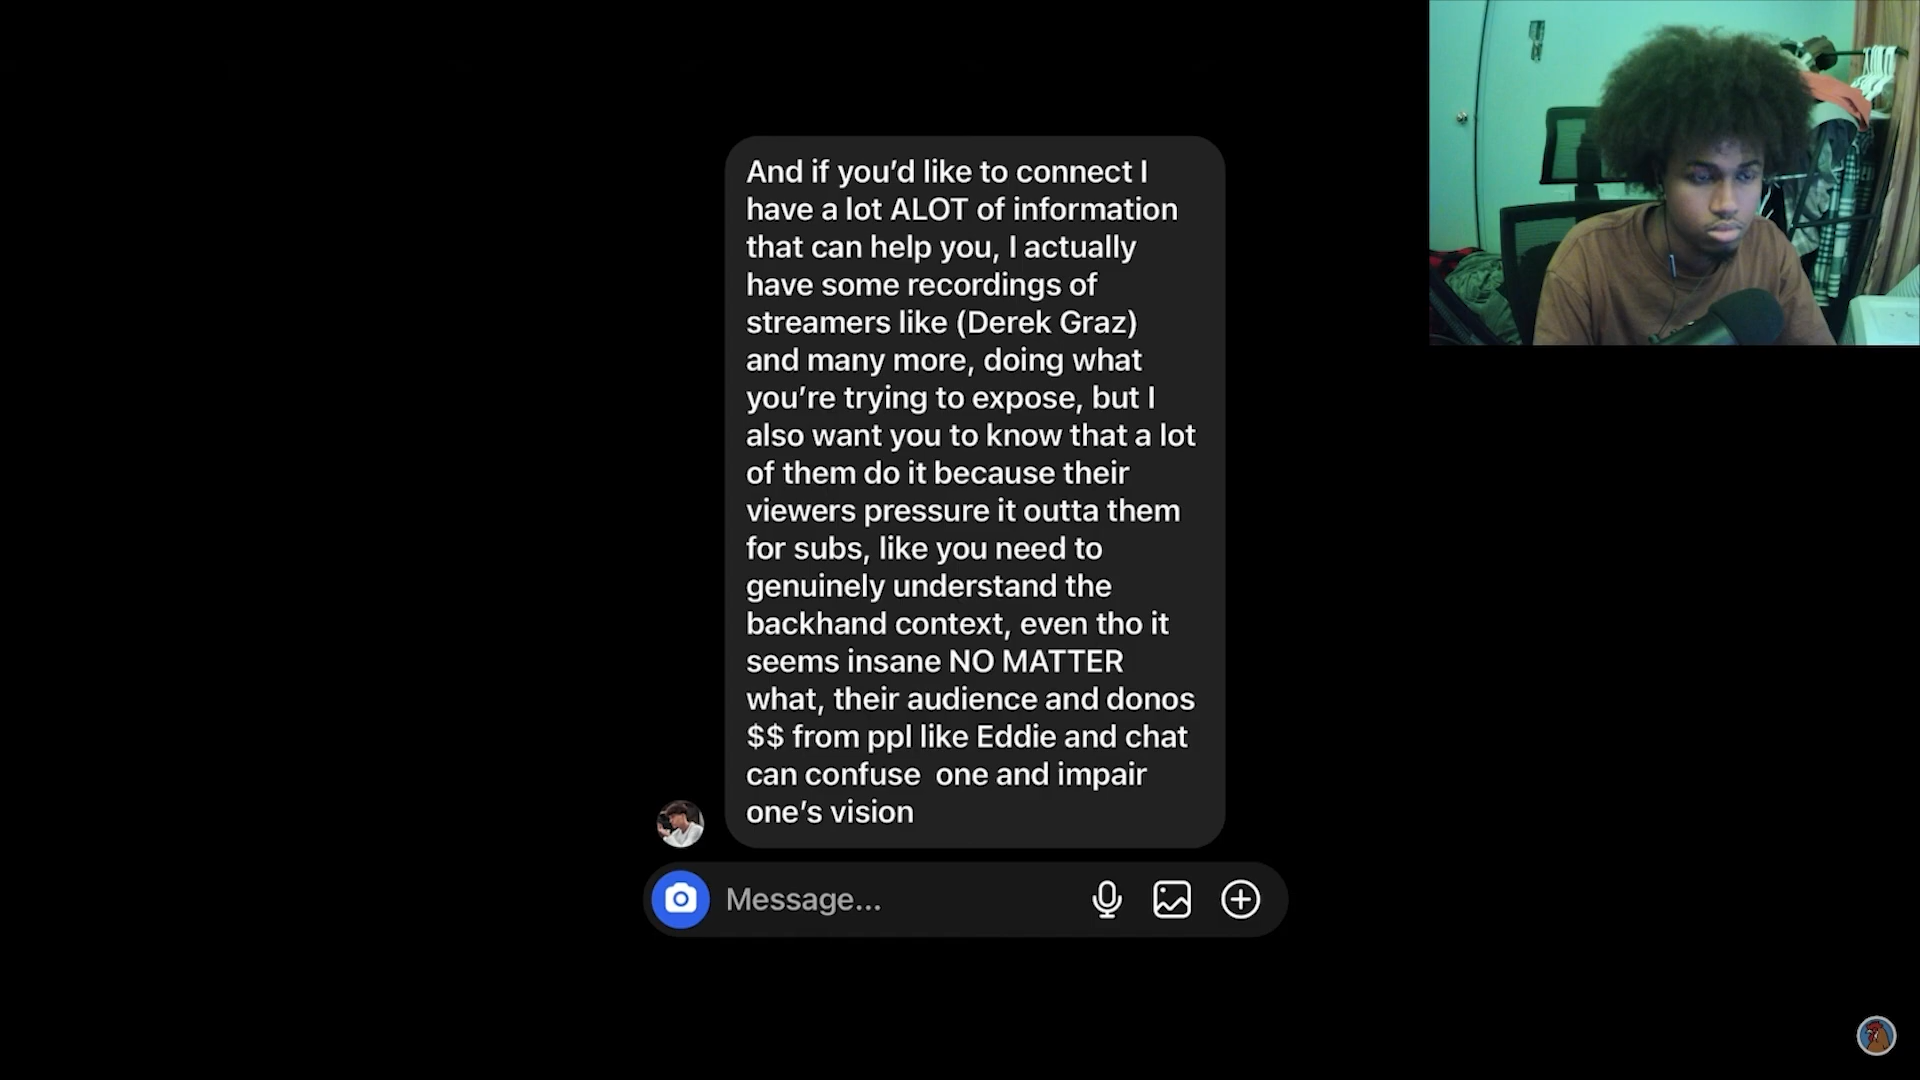 And if you’d like to connect I
have a lot ALOT of information
that can help you, I actually
have some recordings of
streamers like (Derek Graz)
and many more, doing what
you’re trying to expose, but I
also want you to know that a lot
of them do it because their
viewers pressure it outta them
for subs, like you need to
genuinely understand the
backhand context, even tho it
seems insane NO MATTER
what, their audience and donos
$$ from ppl like Eddie and chat
can confuse  one and impair
one’s vision
Message...